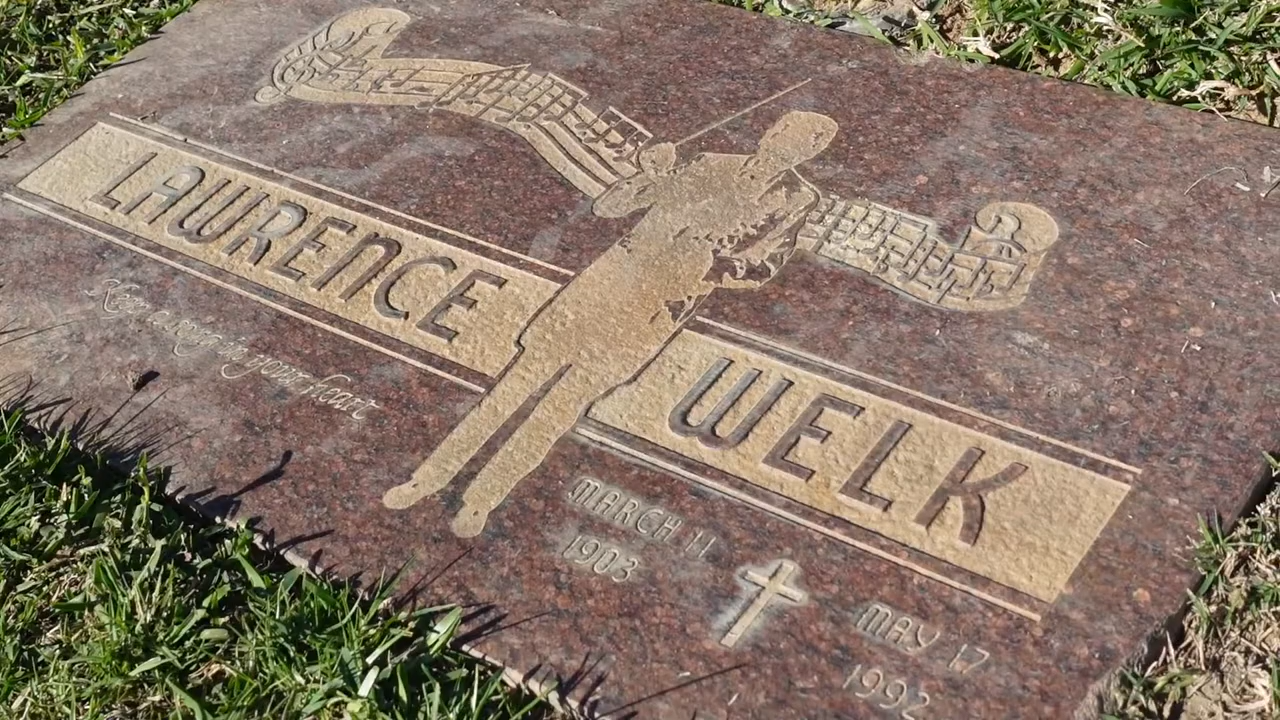 LAWRENCE WELK
Keep a song in your heart
MARCH 11
1903
MAY 17
1992